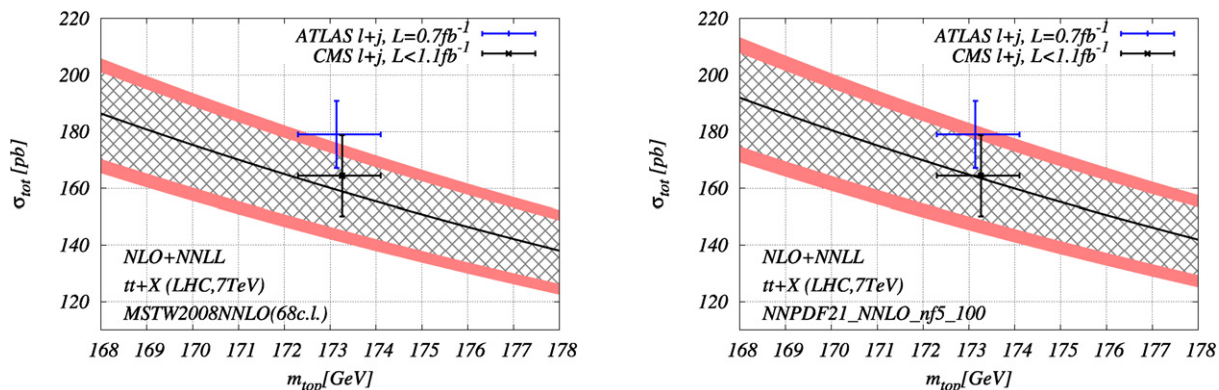 220
200
180
160
140
120
σtot [pb]
ATLAS l+j, L=0.7fb-1
CMS l+j, L<1.1fb-1
NLO+NNLL
tt+X (LHC,7TeV)
MSTW2008NNLO(68c.l.)
168 169 170 171 172 173 174 175 176 177 178
mtop[GeV]
220
200
180
160
140
120
σtot [pb]
ATLAS l+j, L=0.7fb-1
CMS l+j, L<1.1fb-1
NLO+NNLL
tt+X (LHC,7TeV)
NNPDF21_NNLO_nf5_100
168 169 170 171 172 173 174 175 176 177 178
mtop[GeV]